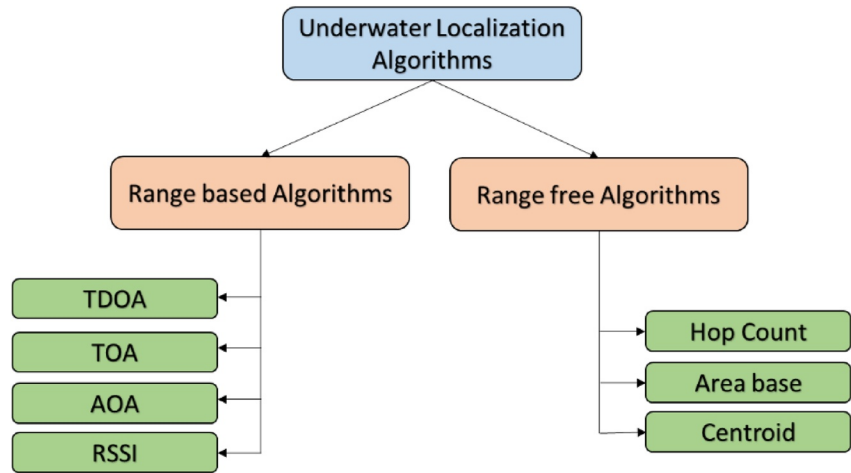 Underwater Localization
Algorithms
Range based Algorithms
Range free Algorithms
TDOA
TOA
AOA
RSSI
Hop Count
Area base
Centroid